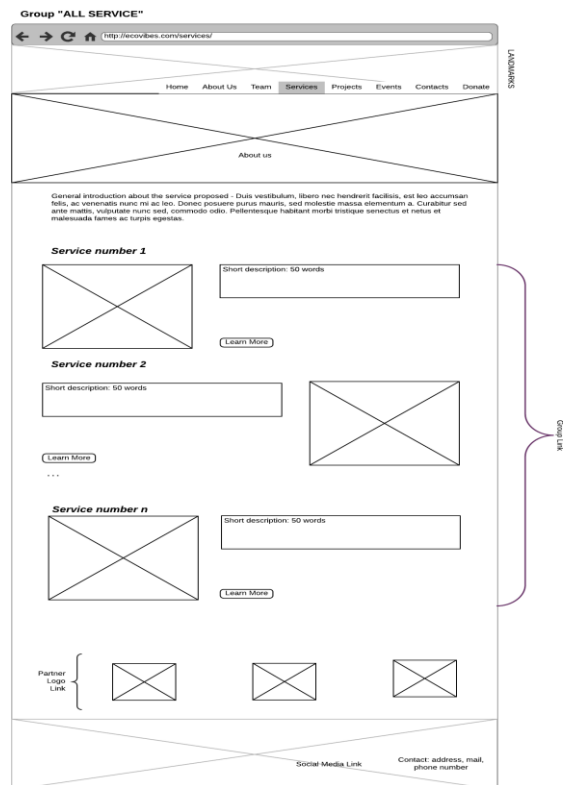 Group "ALL SERVICE"
http://ecovibes.com/services/
LANDMARKS
Home About Us Team Services Projects Events Contacts Donate
About us
General introduction about the service proposed - Duis vestibulum, libero nec hendrerit facilisis, est leo accumsan
felis, ac venenatis nunc mi ac leo. Donec posuere purus mauris, sed molestie massa elementum a. Curabitur sed
ante mattis, vulputate nunc sed, commodo odio. Pellentesque habitant morbi tristique senectus et netus et
malesuada fames ac turpis egestas.
Service number 1
Short description: 50 words
Learn More
Service number 2
Short description: 50 words
Learn More
...
Group Link
Service number n
Short description: 50 words
Learn More
Partner
Logo
Link
Social Media Link
Contact: address, mail,
phone number